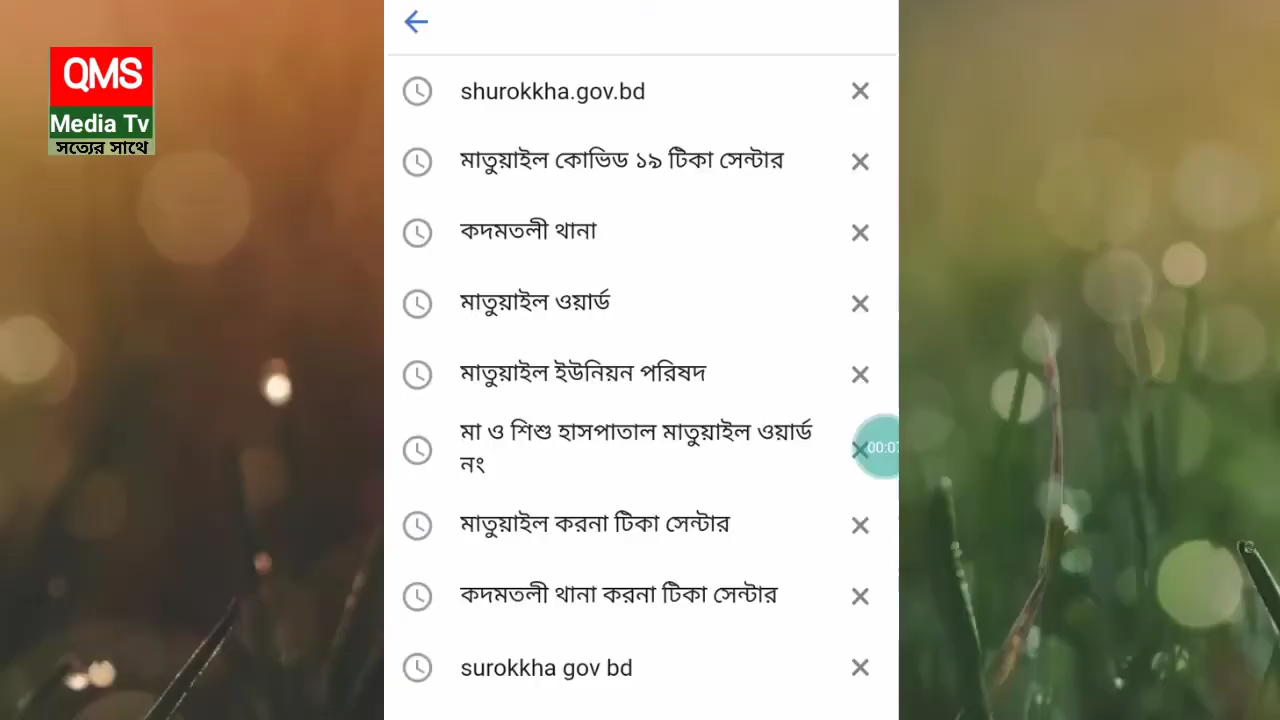 QMS
Media Tv
সত্যের সাথে
shurokkha.gov.bd
মাতুয়াইল কোভিড ১৯ টিকা সেন্টার
কদমতলী থানা
মাতুয়াইল ওয়ার্ড
মাতুয়াইল ইউনিয়ন পরিষদ
মা ও শিশু হাসপাতাল মাতুয়াইল ওয়ার্ড
নং
00:07
মাতুয়াইল করনা টিকা সেন্টার
কদমতলী থানা করনা টিকা সেন্টার
surokkha gov bd